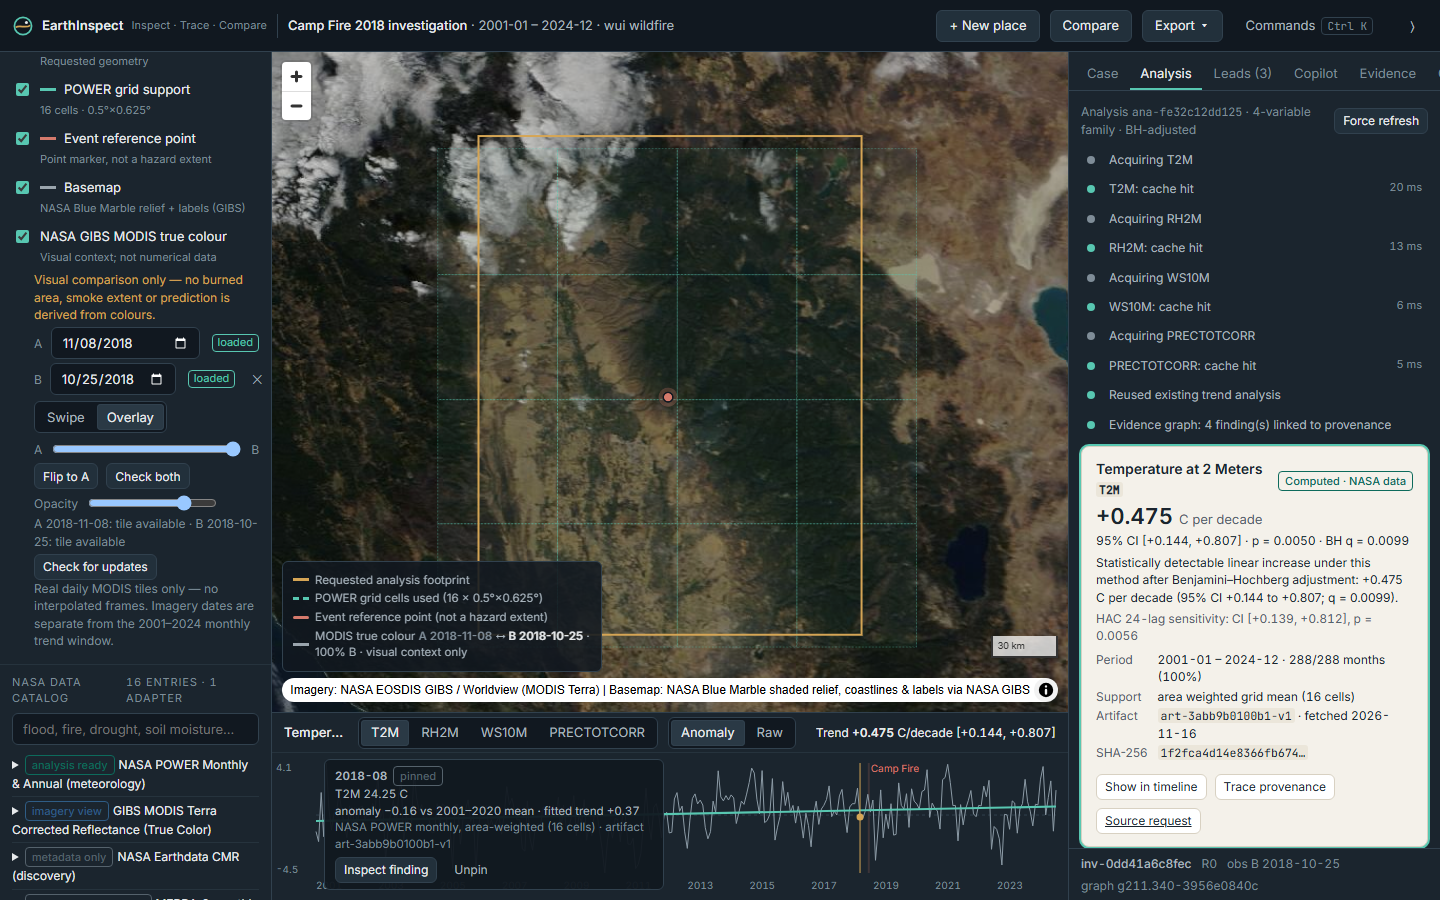 EarthInspect Inspect · Trace · Compare
Camp Fire 2018 investigation · 2001-01 – 2024-12 · wui wildfire
+ New place
Compare
Export
Commands Ctrl K
Requested geometry
POWER grid support
16 cells · 0.5°×0.625°
Event reference point
Point marker, not a hazard extent
Basemap
NASA Blue Marble relief + labels (GIBS)
NASA GIBS MODIS true colour
Visual context; not numerical data
Visual comparison only — no burned
area, smoke extent or prediction is
derived from colours.
A 11/08/2018 loaded
B 10/25/2018 loaded
Swipe Overlay
A B
Flip to A Check both
Opacity
A 2018-11-08: tile available · B 2018-10-
25: tile available
Check for updates
Real daily MODIS tiles only — no
interpolated frames. Imagery dates are
separate from the 2001–2024 monthly
trend window.
NASA DATA
CATALOG
16 ENTRIES · 1
ADAPTER
flood, fire, drought, soil moisture...
analysis ready NASA POWER Monthly
& Annual (meteorology)
imagery view GIBS MODIS Terra
Corrected Reflectance (True Color)
metadata only NASA Earthdata CMR
(discovery)
+
−
Requested analysis footprint
POWER grid cells used (16 × 0.5°×0.625°)
Event reference point (not a hazard extent)
MODIS true colour A 2018-11-08 ↔ B 2018-10-25 ·
100% B · visual context only
30 km
Imagery: NASA EOSDIS GIBS / Worldview (MODIS Terra) | Basemap: NASA Blue Marble shaded relief, coastlines & labels via NASA GIBS
Temper...
T2M RH2M WS10M PRECTOTCORR
Anomaly Raw
Trend +0.475 C/decade [+0.144, +0.807]
4.1
-4.5
2018-08 pinned
T2M 24.25 C
anomaly −0.16 vs 2001–2020 mean · fitted trend +0.37
NASA POWER monthly, area-weighted (16 cells) · artifact
art-3abb9b0100b1-v1
Inspect finding Unpin
Camp Fire
2013 2015 2017 2019 2021 2023
Case Analysis Leads (3) Copilot Evidence
Analysis ana-fe32c12dd125 · 4-variable
family · BH-adjusted
Force refresh
Acquiring T2M
T2M: cache hit 20 ms
Acquiring RH2M
RH2M: cache hit 13 ms
Acquiring WS10M
WS10M: cache hit 6 ms
Acquiring PRECTOTCORR
PRECTOTCORR: cache hit 5 ms
Reused existing trend analysis
Evidence graph: 4 finding(s) linked to provenance
Temperature at 2 Meters
T2M
Computed · NASA data
+0.475 C per decade
95% CI [+0.144, +0.807] · p = 0.0050 · BH q = 0.0099
Statistically detectable linear increase under this
method after Benjamini–Hochberg adjustment: +0.475
C per decade (95% CI +0.144 to +0.807; q = 0.0099).
HAC 24-lag sensitivity: CI [+0.139, +0.812], p =
0.0056
Period 2001-01 – 2024-12 · 288/288 months
(100%)
Support area weighted grid mean (16 cells)
Artifact art-3abb9b0100b1-v1 · fetched 2026-
11-16
SHA-256 1f2fca4d14e8366fb674…
Show in timeline Trace provenance
Source request
inv-0dd41a6c8fec R0 obs B 2018-10-25
graph g211.340-3956e0840c